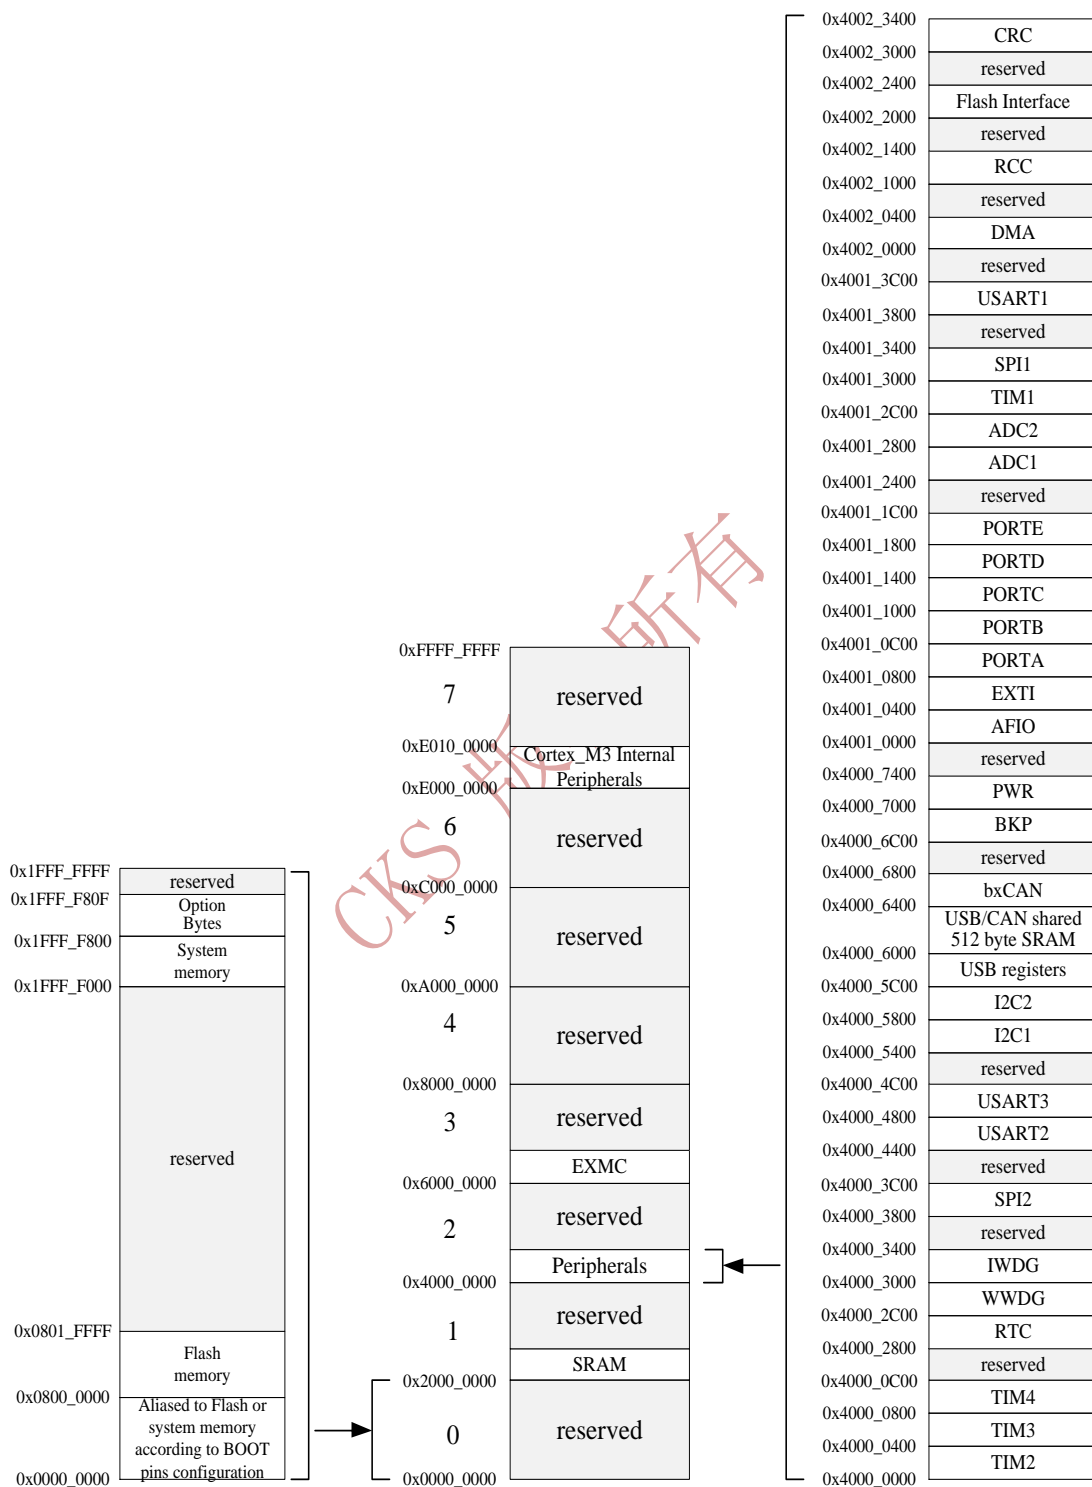 0x1FFF_FFFF
reserved
0x1FFF_F80F
Option
Bytes
0x1FFF_F800
System
memory
0x1FFF_F000
reserved
0x0801_FFFF
Flash
memory
0x0800_0000
Aliased to Flash or
system memory
according to BOOT
pins configuration
0x0000_0000
0xFFFF_FFFF
7
reserved
0xE010_0000
Cortex_M3 Internal
Peripherals
0xE000_0000
6
reserved
0xC000_0000
5
reserved
0xA000_0000
4
reserved
0x8000_0000
3
reserved
EXMC
0x6000_0000
2
reserved
Peripherals
0x4000_0000
1
reserved
SRAM
0x2000_0000
0
reserved
0x0000_0000
0x4002_3400
CRC
0x4002_3000
reserved
0x4002_2400
Flash Interface
0x4002_2000
reserved
0x4002_1400
RCC
0x4002_1000
reserved
0x4002_0400
DMA
0x4002_0000
reserved
0x4001_3C00
USART1
0x4001_3800
reserved
0x4001_3400
SPI1
0x4001_3000
TIM1
0x4001_2C00
ADC2
0x4001_2800
ADC1
0x4001_2400
reserved
0x4001_1C00
PORTE
0x4001_1800
PORTD
0x4001_1400
PORTC
0x4001_1000
PORTB
0x4001_0C00
PORTA
0x4001_0800
EXTI
0x4001_0400
AFIO
0x4001_0000
reserved
0x4000_7400
PWR
0x4000_7000
BKP
0x4000_6C00
reserved
0x4000_6800
bxCAN
0x4000_6400
USB/CAN shared
512 byte SRAM
0x4000_6000
USB registers
0x4000_5C00
I2C2
0x4000_5800
I2C1
0x4000_5400
reserved
0x4000_4C00
USART3
0x4000_4800
USART2
0x4000_4400
reserved
0x4000_3C00
SPI2
0x4000_3800
reserved
0x4000_3400
IWDG
0x4000_3000
WWDG
0x4000_2C00
RTC
0x4000_2800
reserved
0x4000_0C00
TIM4
0x4000_0800
TIM3
0x4000_0400
TIM2
0x4000_0000
CKS 版权所有